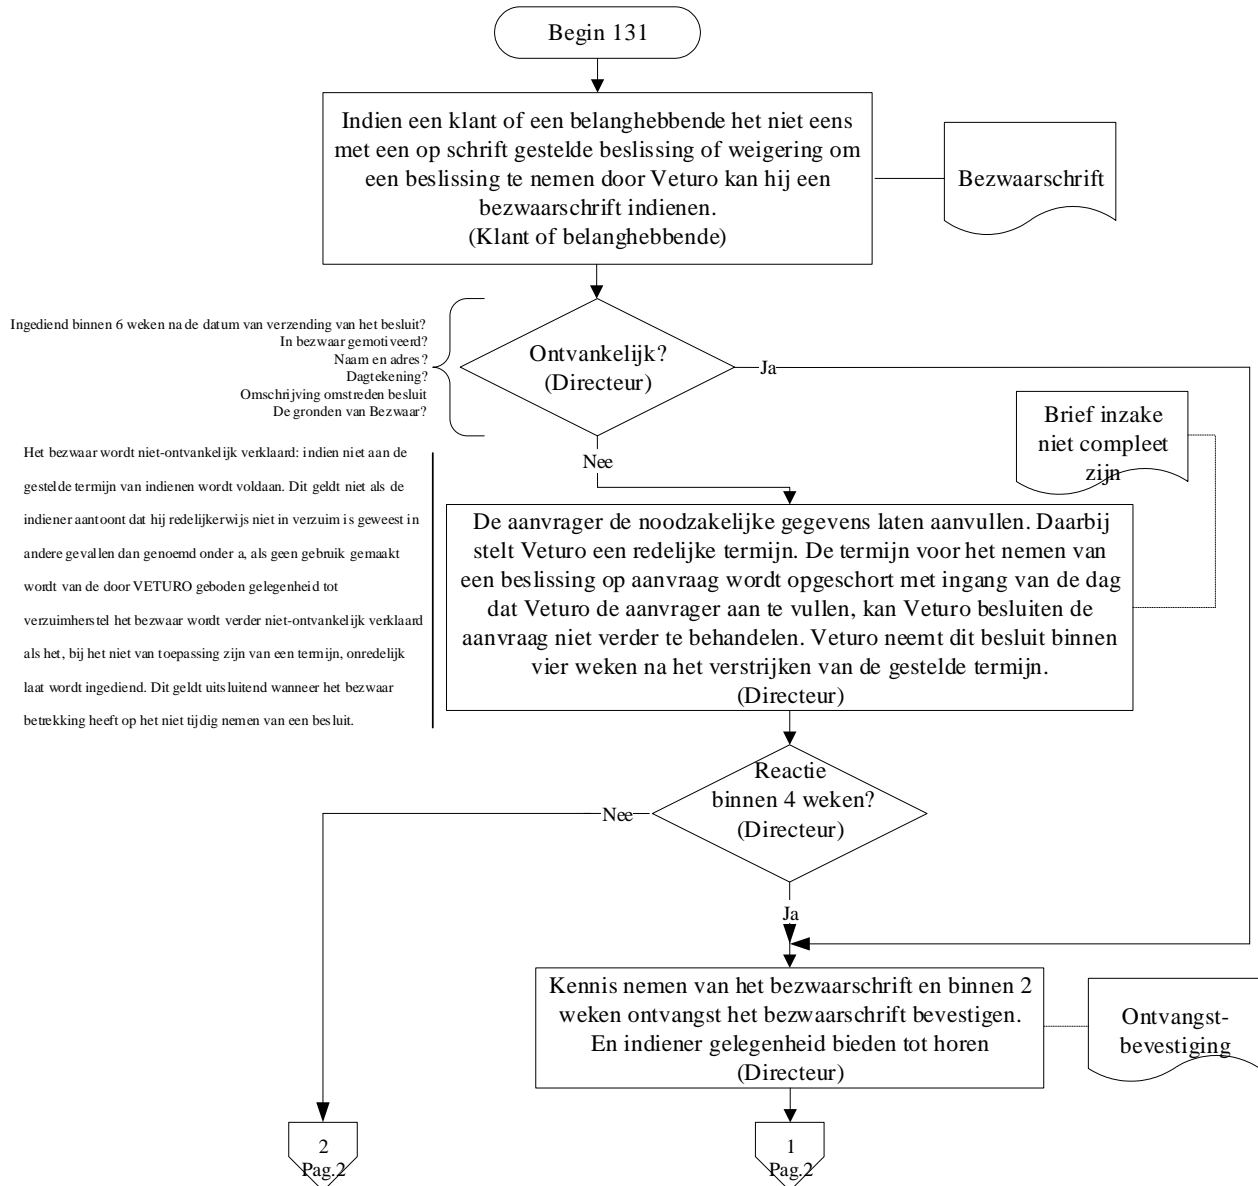 Begin 131
Indien een klant of een belanghebbende het niet eens
met een op schrift gestelde beslissing of weigering om
een beslissing te nemen door Veturo kan hij een
bezwaarschrift indienen.
(Klant of belanghebbende)
Bezwaarschrift
Ingediend binnen 6 weken na de datum van verzending van het besluit?
In bezwaar gemotiveerd?
Naam en adres?
Dagtekening?
Omschrijving omstreden besluit
De gronden van Bezwaar?
Ontvankelijk?
(Directeur)
Ja
Nee
Brief inzake
niet compleet
zijn
Het bezwaar wordt niet-ontvankelijk verklaard: indien niet aan de
gestelde termijn van indienen wordt voldaan. Dit geldt niet als de
indiener aantoont dat hij redelijkerwijs niet in verzuim is geweest in
andere gevallen dan genoemd onder a, als geen gebruik gemaakt
wordt van de door VETURO geboden gelegenheid tot
verzuimherstel het bezwaar wordt verder niet-ontvankelijk verklaard
als het, bij het niet van toepassing zijn van een termijn, onredelijk
laat wordt ingediend. Dit geldt uitsluitend wanneer het bezwaar
betrekking heeft op het niet tijdig nemen van een besluit.
De aanvrager de noodzakelijke gegevens laten aanvullen. Daarbij
stelt Veturo een redelijke termijn. De termijn voor het nemen van
een beslissing op aanvraag wordt opgeschort met ingang van de dag
dat Veturo de aanvrager aan te vullen, kan Veturo besluiten de
aanvraag niet verder te behandelen. Veturo neemt dit besluit binnen
vier weken na het verstrijken van de gestelde termijn.
(Directeur)
Reactie
binnen 4 weken?
(Directeur)
Nee
Ja
Kennis nemen van het bezwaarschrift en binnen 2
weken ontvangst het bezwaarschrift bevestigen.
En indiener gelegenheid bieden tot horen
(Directeur)
Ontvangst-
bevestiging
2
Pag.2
1
Pag.2